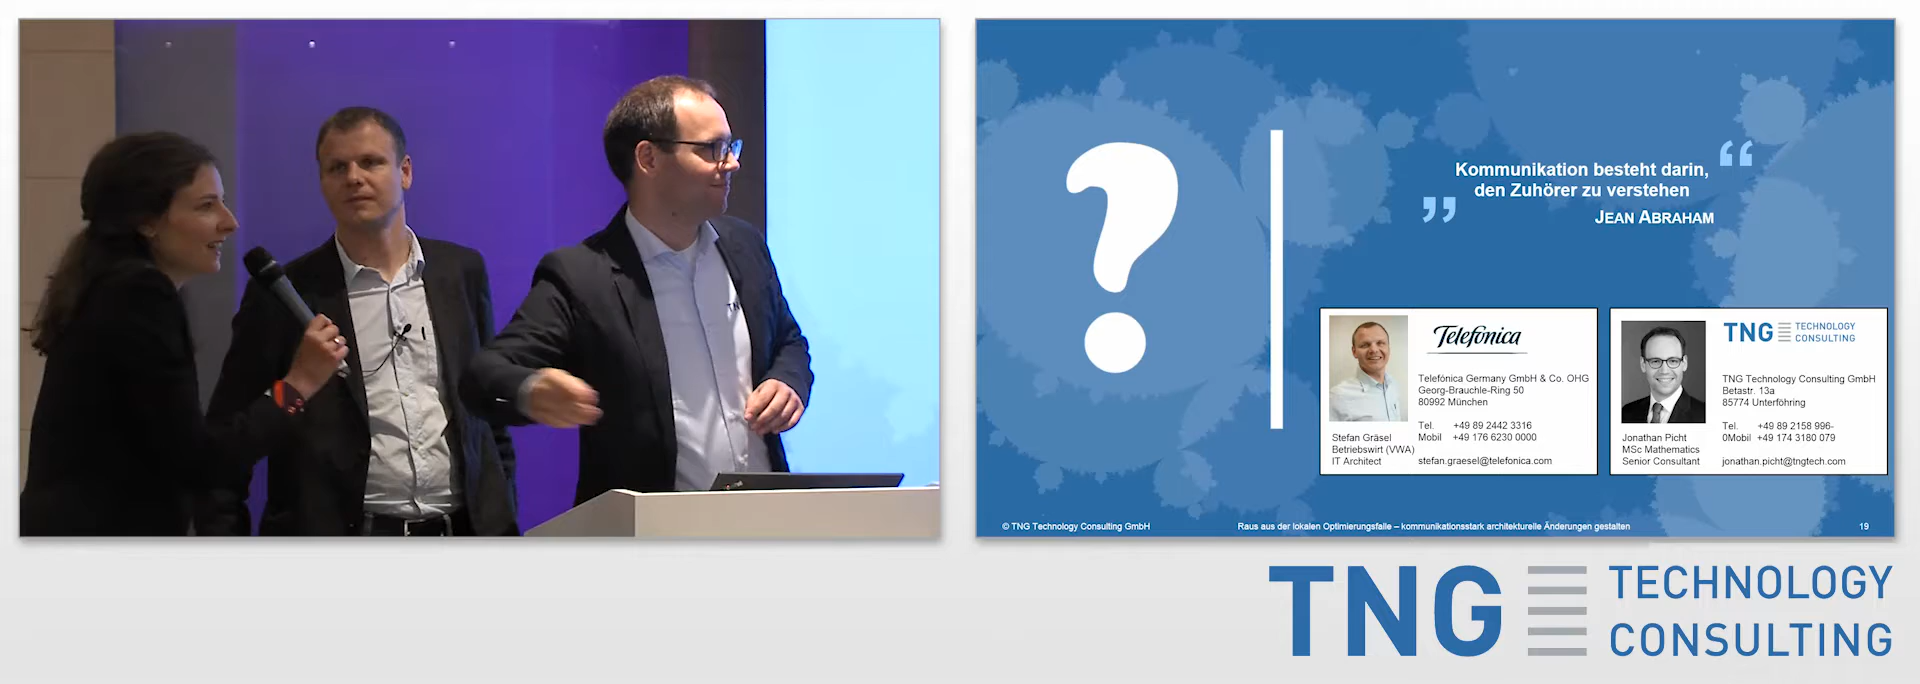 TN
Kommunikation besteht darin,
den Zuhörer zu verstehen
JEAN ABRAHAM
Telefónica
Telefónica Germany GmbH & Co. OHG
Georg-Brauchle-Ring 50
80992 München
Tel. +49 89 2442 3316
Mobil +49 176 6230 0000
stefan.graesel@telefonica.com
Stefan Gräsel
Betriebswirt (VWA)
IT Architect
TNG TECHNOLOGY
CONSULTING
TNG Technology Consulting GmbH
Betastr. 13a
85774 Unterföhring
Tel. +49 89 2158 996-
0Mobil +49 174 3180 079
jonathan.picht@tngtech.com
Jonathan Picht
MSc Mathematics
Senior Consultant
© TNG Technology Consulting GmbH
Raus aus der lokalen Optimierungsfalle – kommunikationsstark architekturelle Änderungen gestalten
19
TNG TECHNOLOGY
CONSULTING